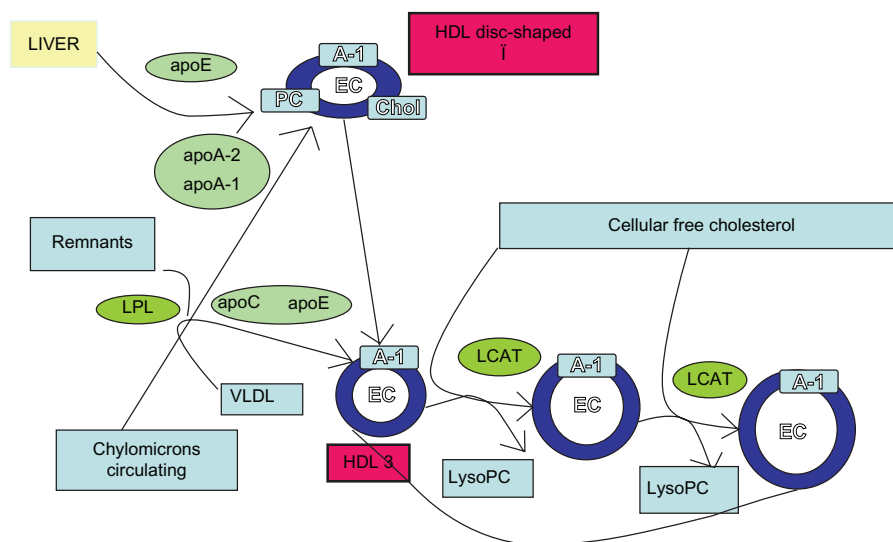 LIVER
apoE
A-1
EC
PC
Chol
HDL disc-shaped
Ï
apoA-2
apoA-1
Remnants
Cellular free cholesterol
LPL
apoC apoE
A-1
EC
LCAT
A-1
EC
LCAT
A-1
EC
VLDL
Chylomicrons
circulating
HDL 3
LysoPC
LysoPC